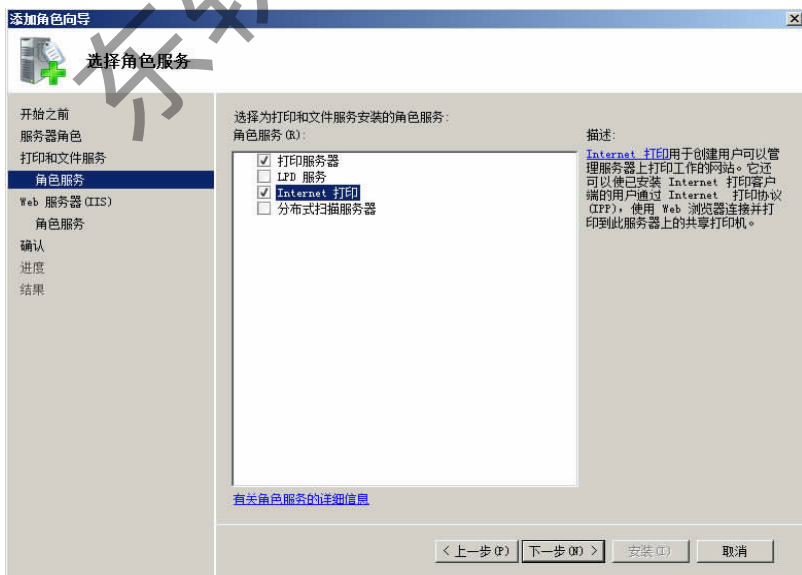 添加角色向导
选择角色服务
开始之前
服务器角色
打印和文件服务
角色服务
Web 服务器(IIS)
角色服务
确认
进度
结果
选择为打印和文件服务安装的角色服务:
角色服务(R):
打印服务器
LPD 服务
Internet 打印
分布式扫描服务器
有关角色服务的详细信息
描述:
Internet 打印用于创建用户可以管
理服务器上打印工作的网站。它还
可以使已安装 Internet 打印客户
端的用户通过 Internet 打印协议
(IPP)，使用 Web 浏览器连接并打
印到此服务器上的共享打印机。
< 上一步(P)
下一步(N) >
安装(I)
取消